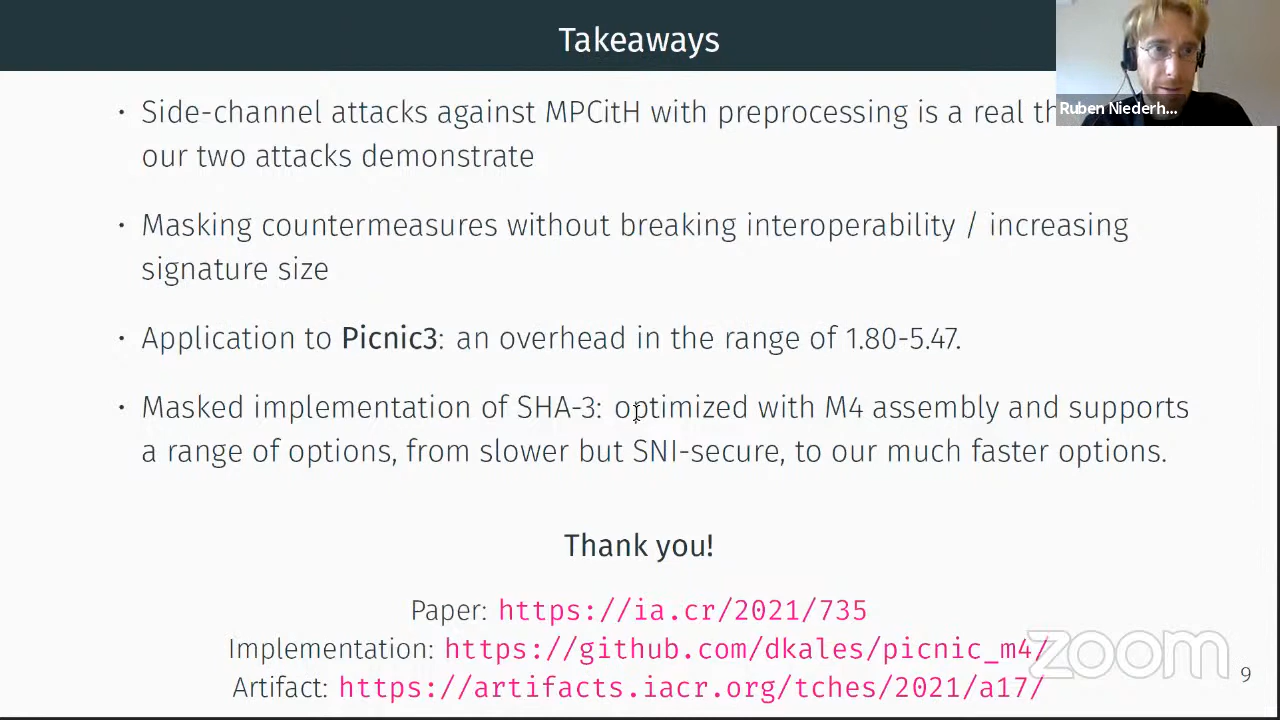 Takeaways
Ruben Niederh...
• Side-channel attacks against MPCitH with preprocessing is a real
our two attacks demonstrate
• Masking countermeasures without breaking interoperability / increasing
signature size
• Application to Picnic3: an overhead in the range of 1.80-5.47.
• Masked implementation of SHA-3: optimized with M4 assembly and supports
a range of options, from slower but SNI-secure, to our much faster options.
Thank you!
Paper: https://ia.cr/2021/735
Implementation: https://github.com/dkales/picnic_m4/
Artifact: https://artifacts.iacr.org/tches/2021/a17/
zoom
9